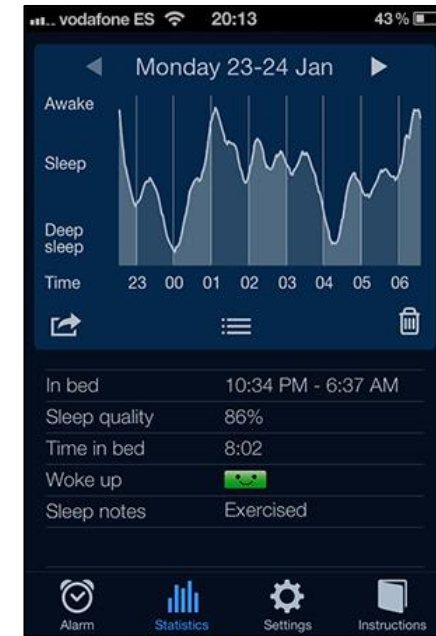 vodafone ES 20:13 43%
Monday 23-24 Jan
Awake
Sleep
Deep
sleep
Time 23 00 01 02 03 04 05 06
In bed 10:34 PM - 6:37 AM
Sleep quality 86%
Time in bed 8:02
Woke up
Sleep notes Exercised
Alarm Statistics Settings Instructions